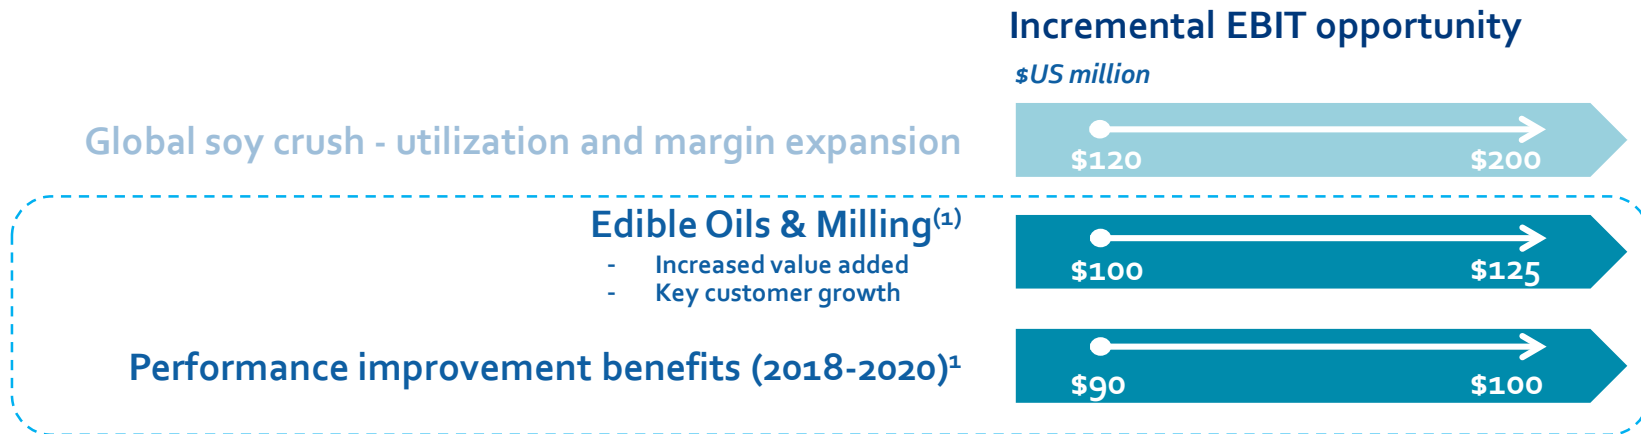 Incremental EBIT opportunity
$US million
Global soy crush - utilization and margin expansion
$120 $200
Edible Oils & Milling(1)
- Increased value added
- Key customer growth
$100 $125
Performance improvement benefits (2018-2020)1
$90 $100